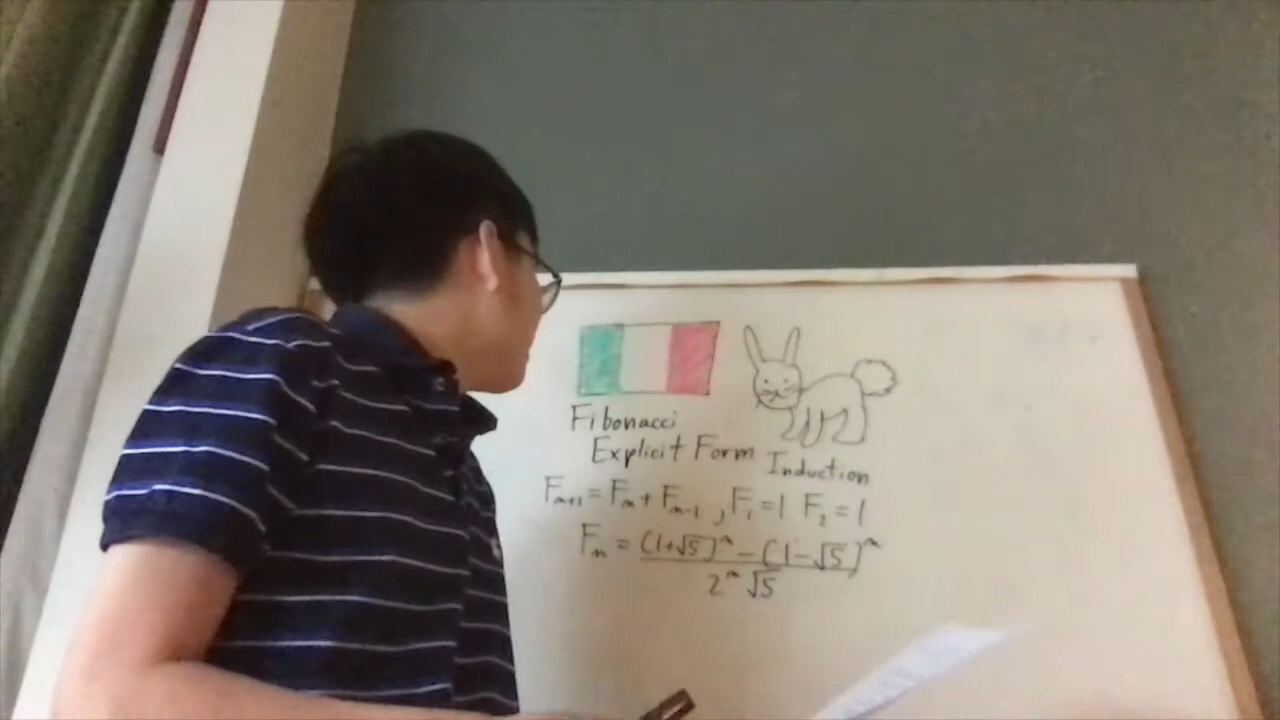 Fibonacci
Explicit Form Induction
Fₙ₊₁ = Fₙ + Fₙ₋₁ , F₁ = 1 F₂ = 1
Fₙ = ((1+√5)ⁿ − (1−√5)ⁿ) / (2ⁿ √5)